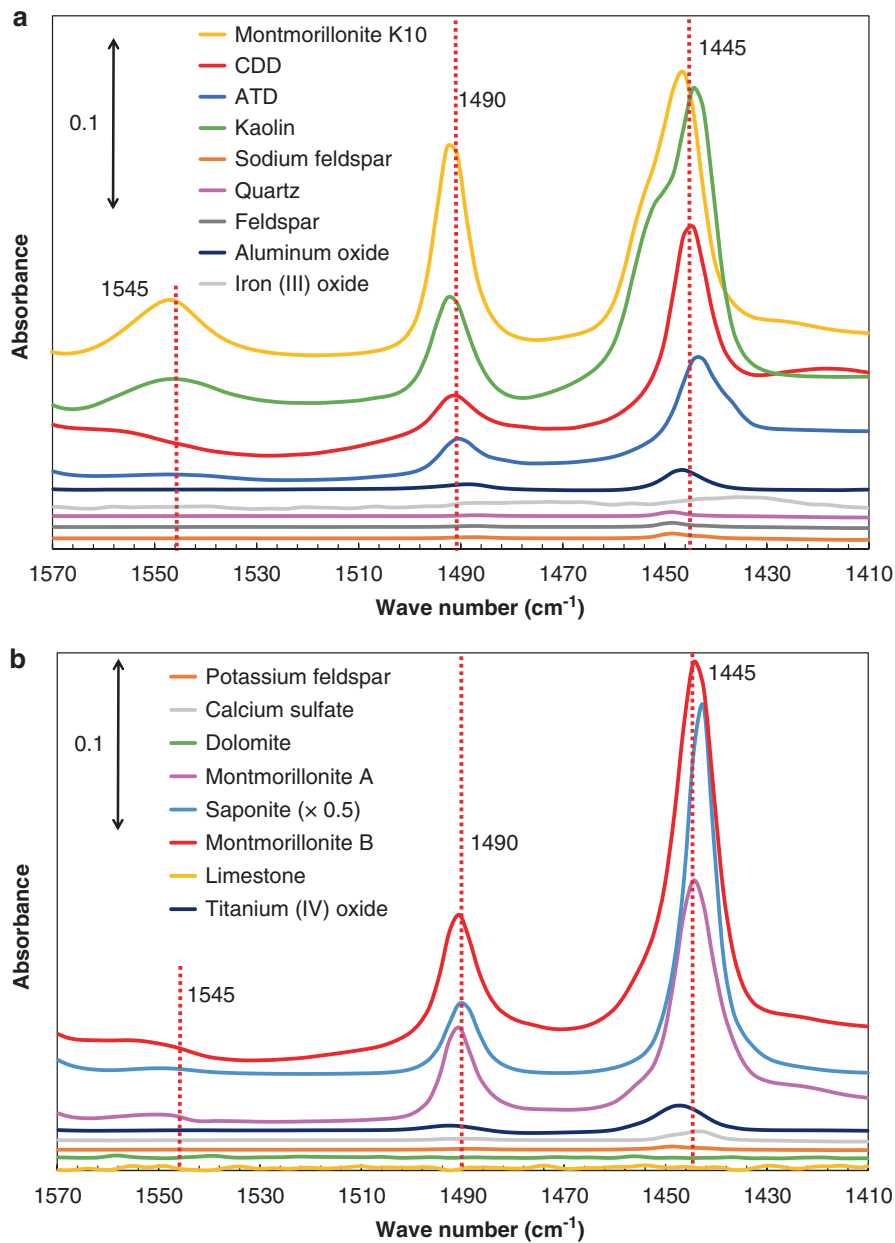 a
Montmorillonite K10
CDD
ATD
Kaolin
Sodium feldspar
Quartz
Feldspar
Aluminum oxide
Iron (III) oxide
0.1
1545
1490
1445
Absorbance
1570 1550 1530 1510 1490 1470 1450 1430 1410
Wave number (cm⁻¹)
b
Potassium feldspar
Calcium sulfate
Dolomite
Montmorillonite A
Saponite (× 0.5)
Montmorillonite B
Limestone
Titanium (IV) oxide
0.1
1545
1490
1445
Absorbance
1570 1550 1530 1510 1490 1470 1450 1430 1410
Wave number (cm⁻¹)